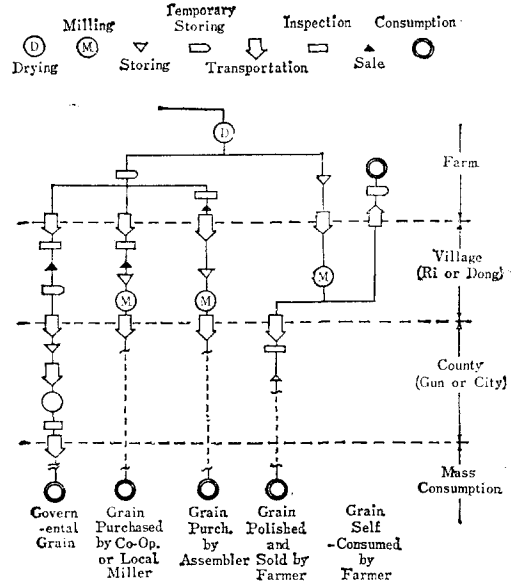 Milling
Temporary
Storing
Inspection
Consumption
D
M
Drying
Storing
Transportation
Sale
D
Farm
Village
(Ri or Dong)
M
M
M
County
(Gun or City)
Mass
Consumption
Govern
-ental
Grain
Grain
Purchased
by Co-Op.
or Local
Miller
Grain
Purch.
by
Assembler
Grain
Polished
and
Sold by
Farmer
Grain
Self
-Consumed
by
Farmer